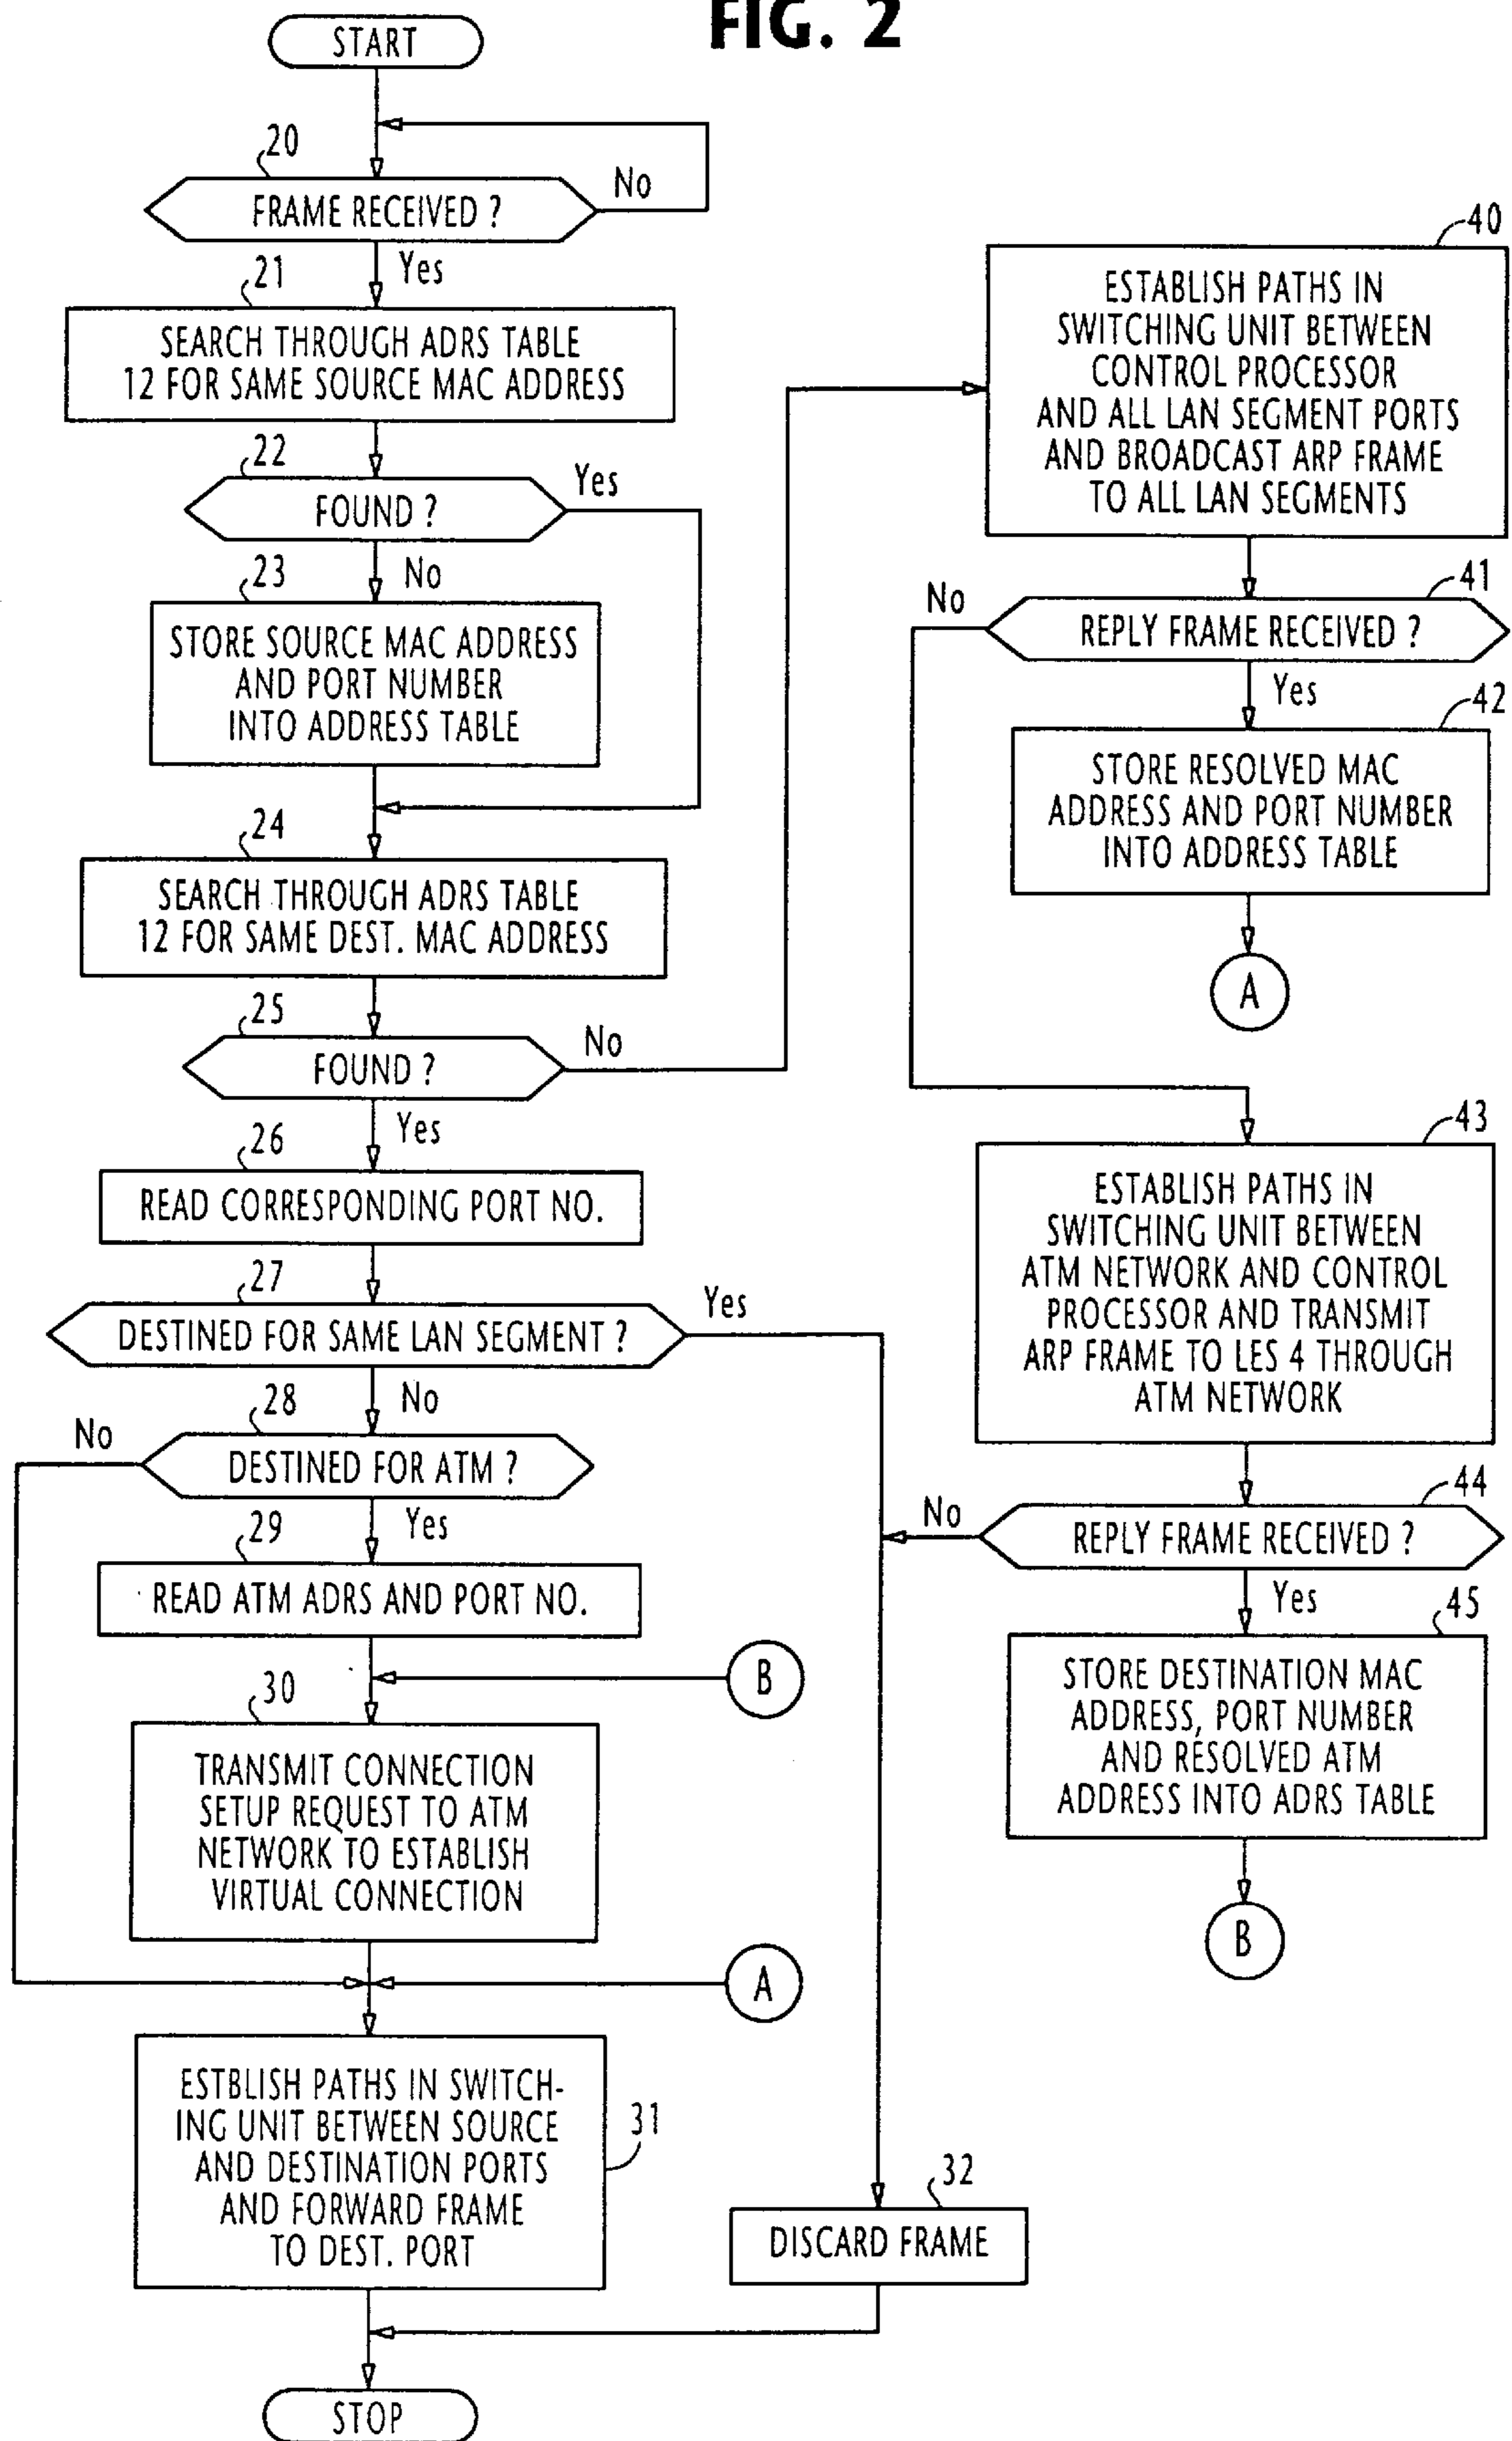 FIG. 2
START
20
FRAME RECEIVED ?
No
Yes
21
SEARCH THROUGH ADRS TABLE
12 FOR SAME SOURCE MAC ADDRESS
22
FOUND ?
Yes
No
23
STORE SOURCE MAC ADDRESS
AND PORT NUMBER
INTO ADDRESS TABLE
24
SEARCH THROUGH ADRS TABLE
12 FOR SAME DEST. MAC ADDRESS
25
FOUND ?
No
Yes
26
READ CORRESPONDING PORT NO.
27
DESTINED FOR SAME LAN SEGMENT ?
Yes
No
28
No
DESTINED FOR ATM ?
Yes
29
READ ATM ADRS AND PORT NO.
B
30
TRANSMIT CONNECTION
SETUP REQUEST TO ATM
NETWORK TO ESTABLISH
VIRTUAL CONNECTION
A
ESTBLISH PATHS IN SWITCH-
ING UNIT BETWEEN SOURCE
AND DESTINATION PORTS
AND FORWARD FRAME
TO DEST. PORT
31
32
DISCARD FRAME
STOP
40
ESTABLISH PATHS IN
SWITCHING UNIT BETWEEN
CONTROL PROCESSOR
AND ALL LAN SEGMENT PORTS
AND BROADCAST ARP FRAME
TO ALL LAN SEGMENTS
41
No
REPLY FRAME RECEIVED ?
Yes
42
STORE RESOLVED MAC
ADDRESS AND PORT NUMBER
INTO ADDRESS TABLE
A
43
ESTABLISH PATHS IN
SWITCHING UNIT BETWEEN
ATM NETWORK AND CONTROL
PROCESSOR AND TRANSMIT
ARP FRAME TO LES 4 THROUGH
ATM NETWORK
44
No
REPLY FRAME RECEIVED ?
Yes
45
STORE DESTINATION MAC
ADDRESS, PORT NUMBER
AND RESOLVED ATM
ADDRESS INTO ADRS TABLE
B